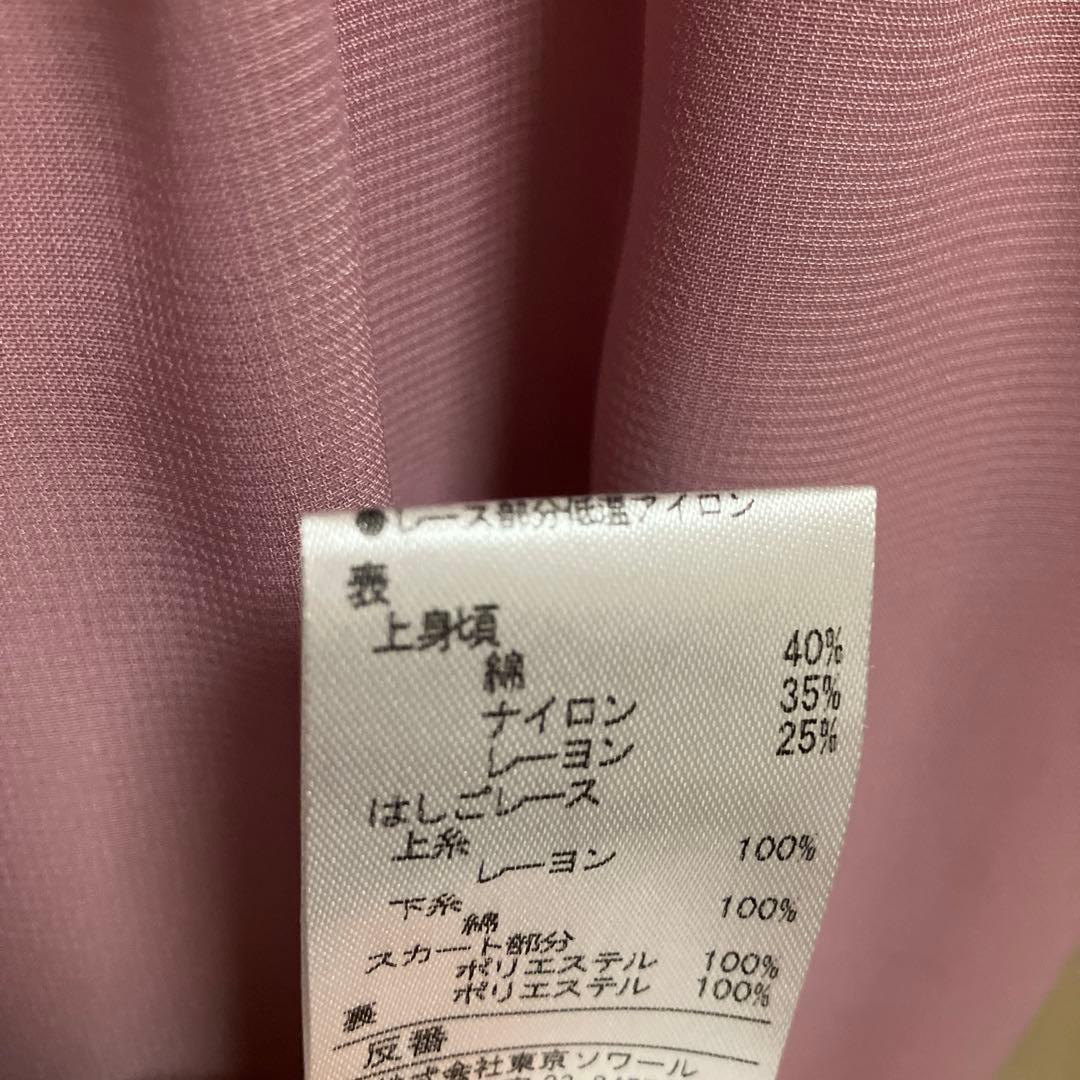 ●レース部分低温アイロン
表
上身頃
綿 40%
ナイロン 35%
レーヨン 25%
はしごレース
上糸
レーヨン 100%
下糸
綿 100%
スカート部分
ポリエステル 100%
裏 ポリエステル 100%
反番
株式会社東京ソワール